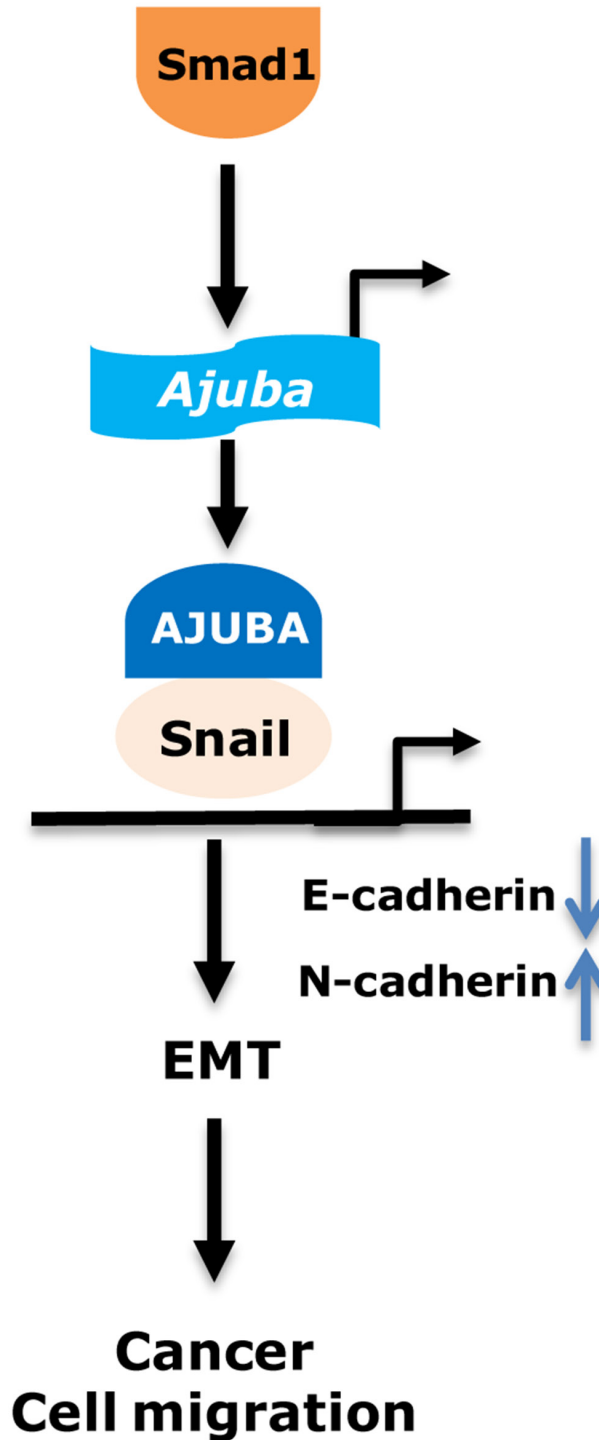 Smad1
Ajuba
AJUBA
Snail
E-cadherin
N-cadherin
EMT
Cancer
Cell migration